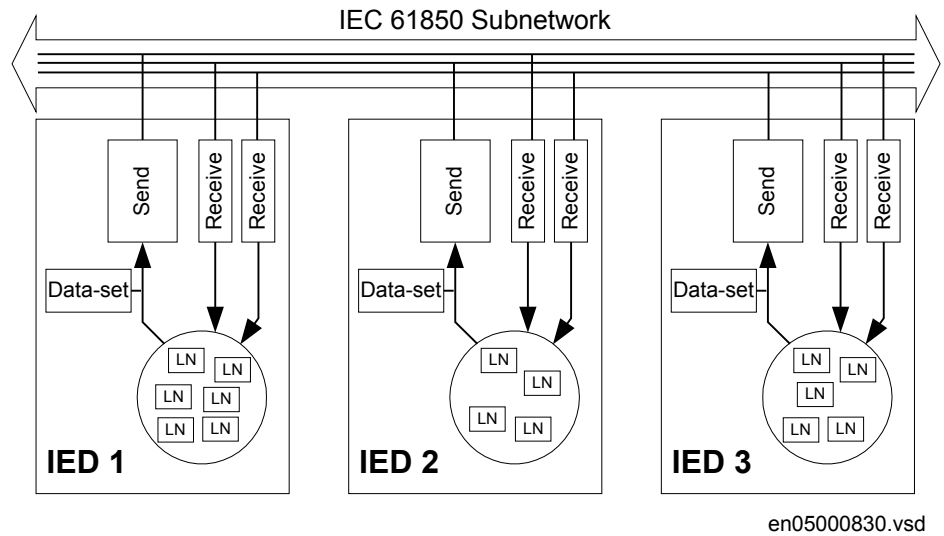 IEC 61850 Subnetwork
Send
Receive
Receive
Data-set
LN
LN
LN
LN
LN
LN
IED 1
Send
Receive
Receive
Data-set
LN
LN
LN
LN
IED 2
Send
Receive
Receive
Data-set
LN
LN
LN
LN
LN
IED 3
en05000830.vsd